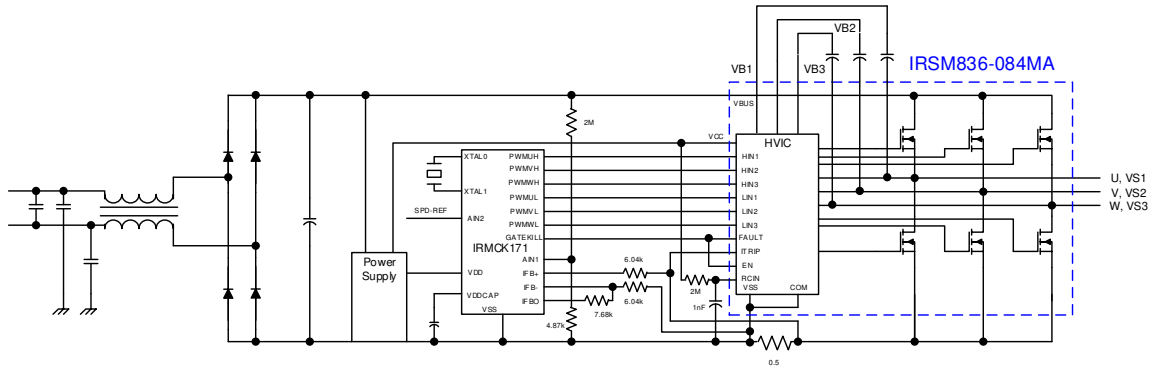 VB2
VB1
VB3
IRSM836-084MA
VBUS
2M
VCC
HVIC
XTAL0
PWMUH
HIN1
PWMVH
HIN2
XTAL1
PWMWH
HIN3
U, VS1
PWMUL
LIN1
V, VS2
SPD-REF
AIN2
PWMVL
LIN2
W, VS3
PWMWL
LIN3
GATEKILL
FAULT
IRMCK171
ITRIP
Power
Supply
AIN1
6.04k
EN
VDD
IFB+
RCIN
IFB-
2M
VSS
COM
VDDCAP
IFBO
6.04k
VSS
7.68k
1nF
4.87k
0.5